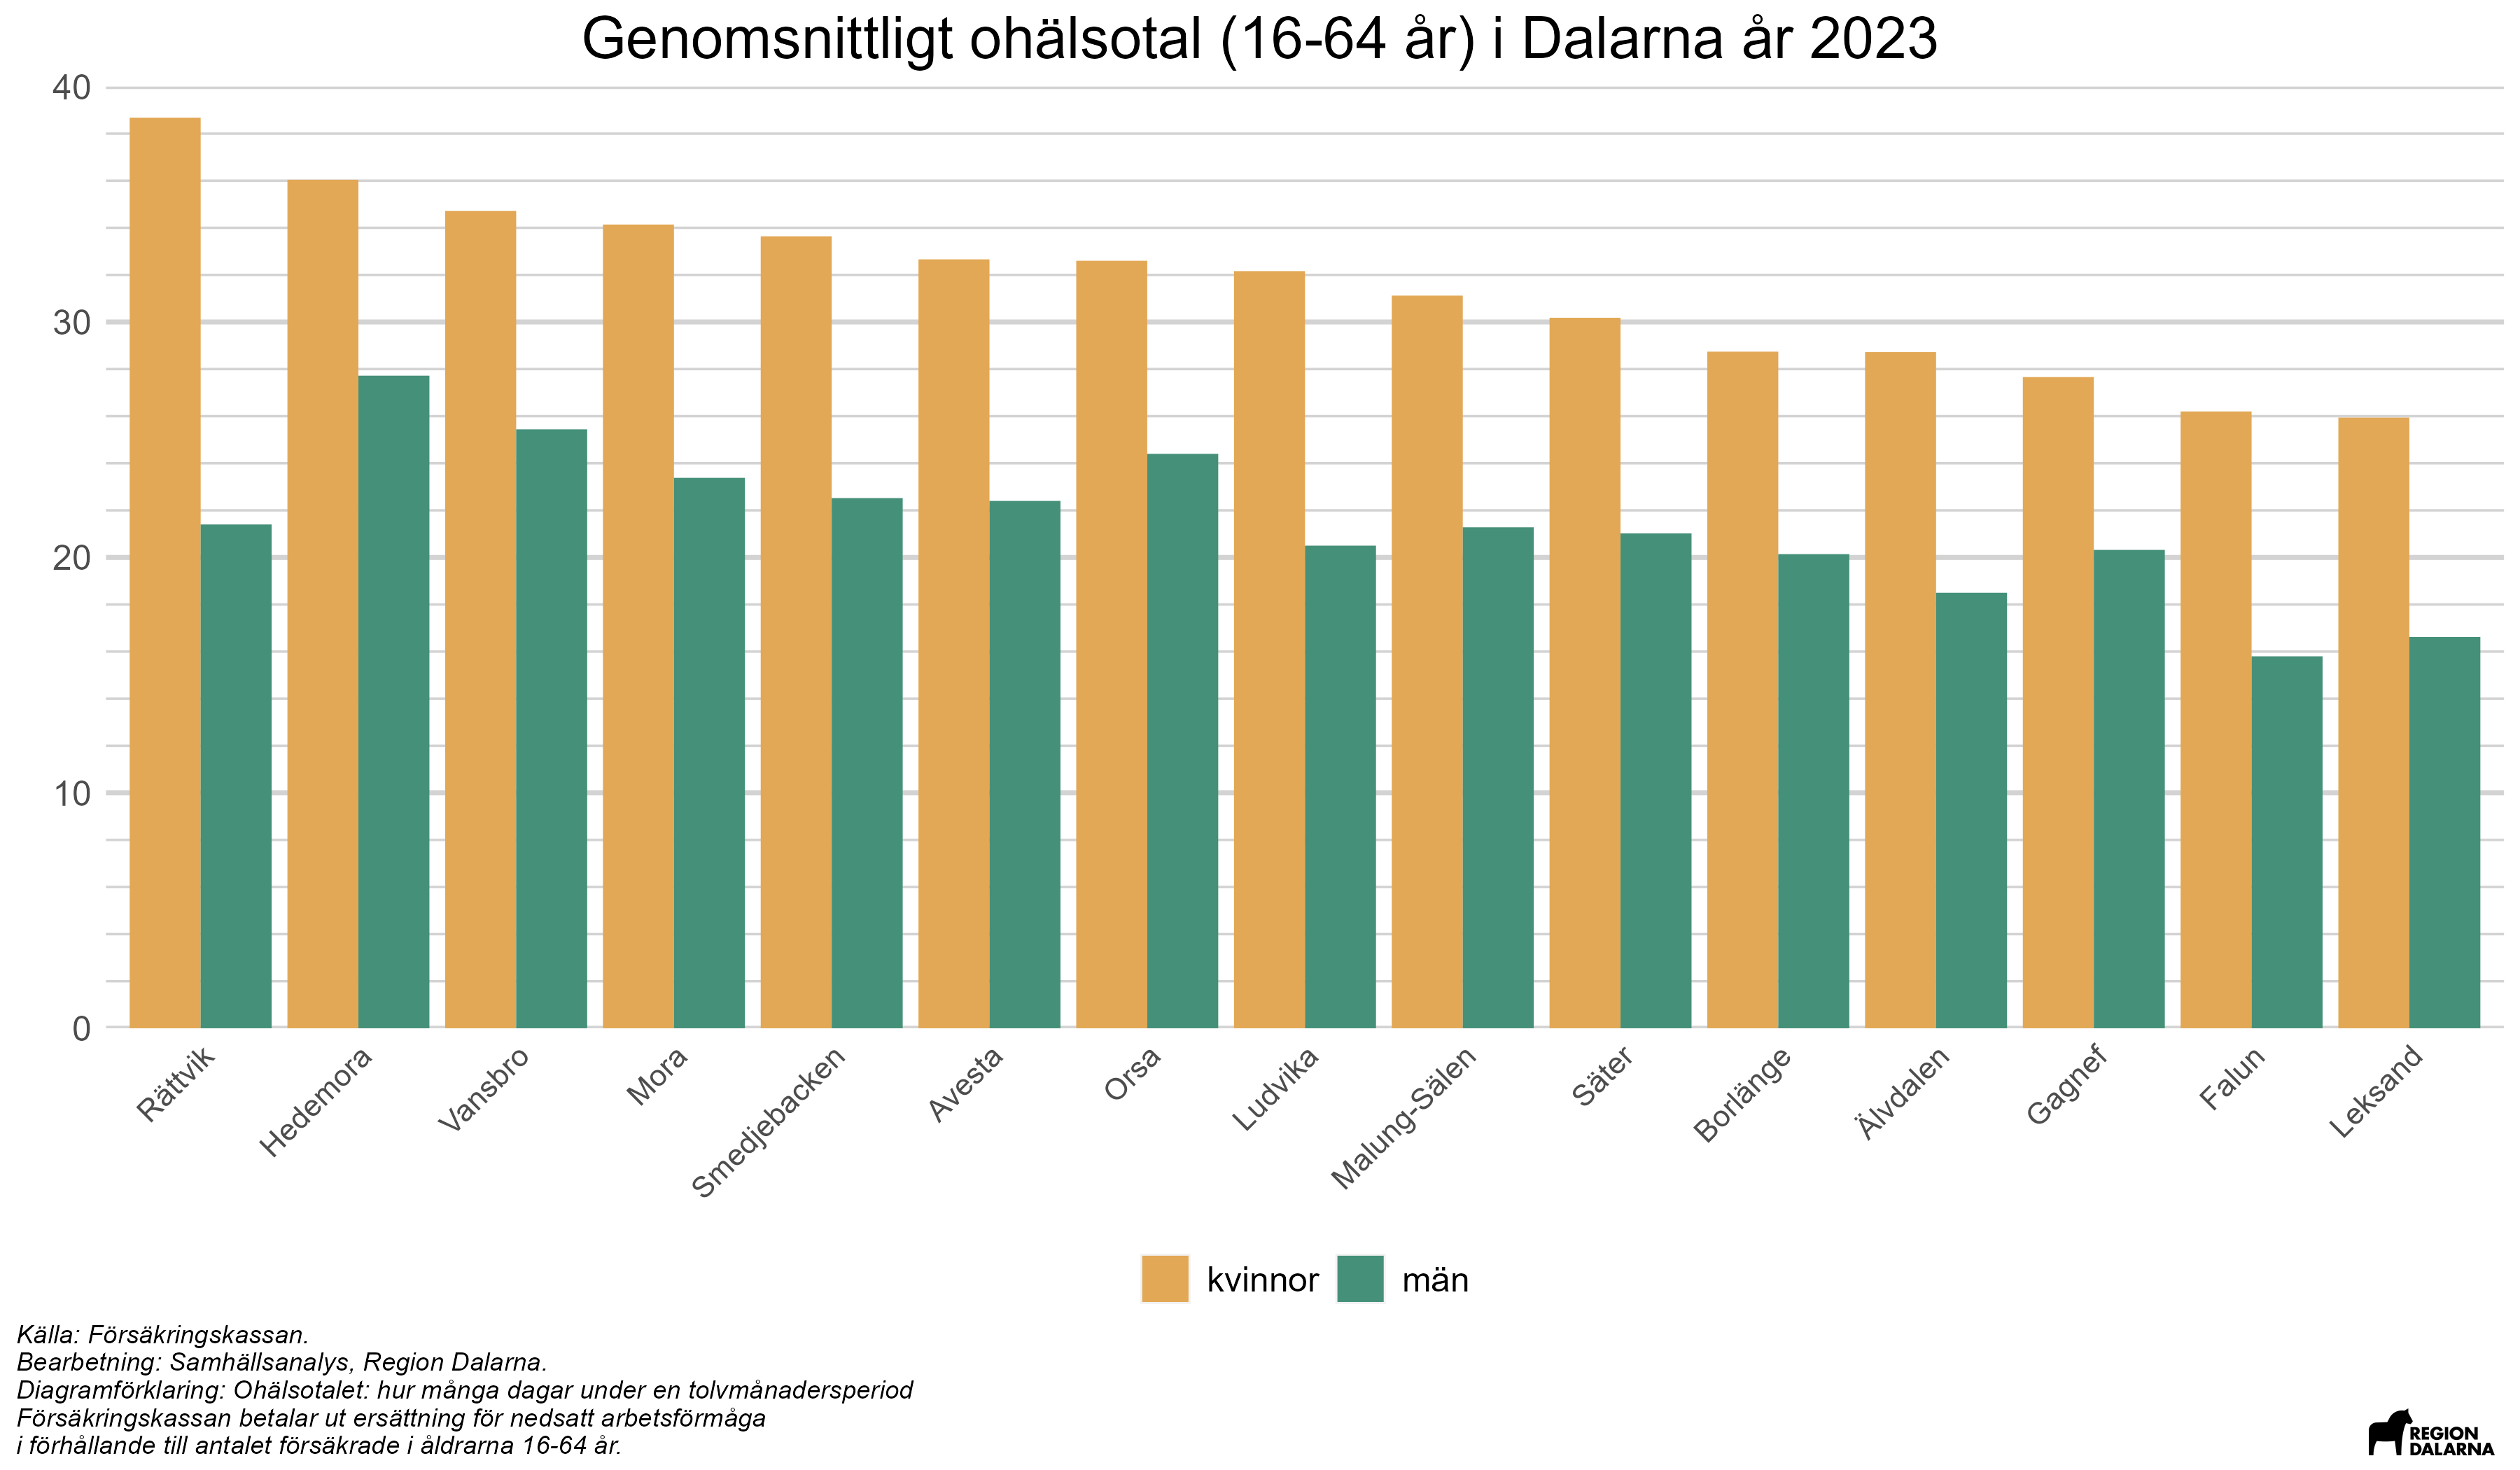 Genomsnittligt ohälsotal (16-64 år) i Dalarna år 2023
40
30
20
10
0
Rättvik
Hedemora
Vansbro
Mora
Smedjebacken
Avesta
Orsa
Ludvika
Malung-Sälen
Säter
Borlänge
Älvdalen
Gagnef
Falun
Leksand
kvinnor
män
Källa: Försäkringskassan.
Bearbetning: Samhällsanalys, Region Dalarna.
Diagramförklaring: Ohälsotalet: hur många dagar under en tolvmånadersperiod
Försäkringskassan betalar ut ersättning för nedsatt arbetsförmåga
i förhållande till antalet försäkrade i åldrarna 16-64 år.
REGION
DALARNA